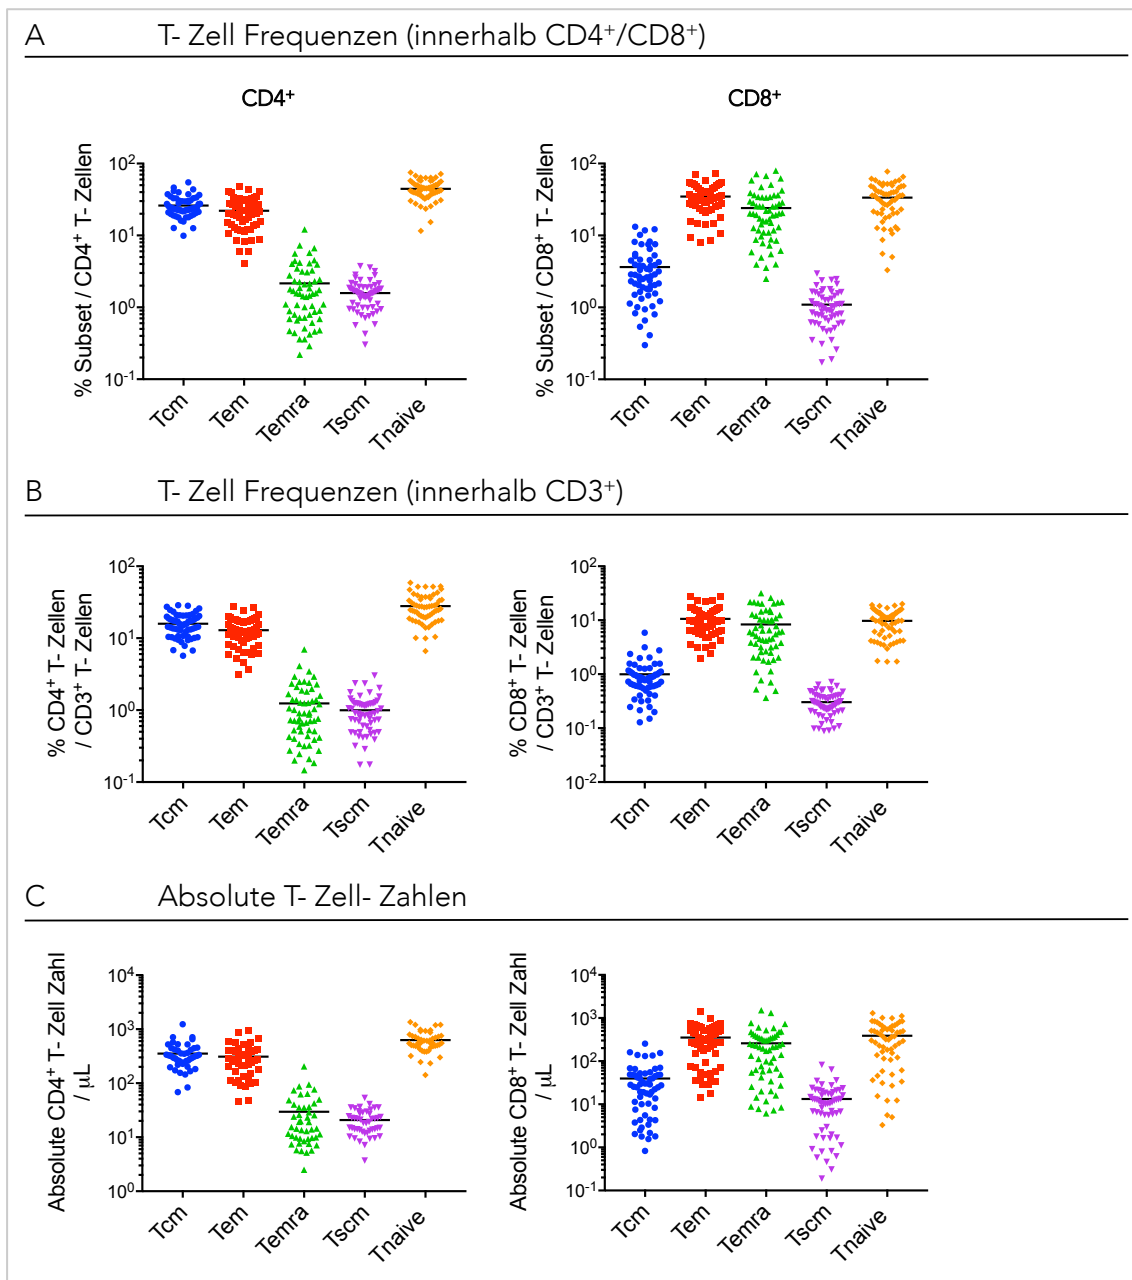 A T- Zell Frequenzen (innerhalb CD4⁺/CD8⁺)
CD4⁺ CD8⁺
% Subset / CD4⁺ T- Zellen
10²
10¹
10⁰
10⁻¹
Tcm Tem Temra Tscm Tnaive
% Subset / CD8⁺ T- Zellen
10²
10¹
10⁰
10⁻¹
Tcm Tem Temra Tscm Tnaive
B T- Zell Frequenzen (innerhalb CD3⁺)
% CD4⁺ T- Zellen
/ CD3⁺ T- Zellen
10²
10¹
10⁰
10⁻¹
Tcm Tem Temra Tscm Tnaive
% CD8⁺ T- Zellen
/ CD3⁺ T- Zellen
10²
10¹
10⁰
10⁻¹
10⁻²
Tcm Tem Temra Tscm Tnaive
C Absolute T- Zell- Zahlen
Absolute CD4⁺ T- Zell Zahl
/ µL
10⁴
10³
10²
10¹
10⁰
Tcm Tem Temra Tscm Tnaive
Absolute CD8⁺ T- Zell Zahl
/ µL
10⁴
10³
10²
10¹
10⁰
10⁻¹
Tcm Tem Temra Tscm Tnaive